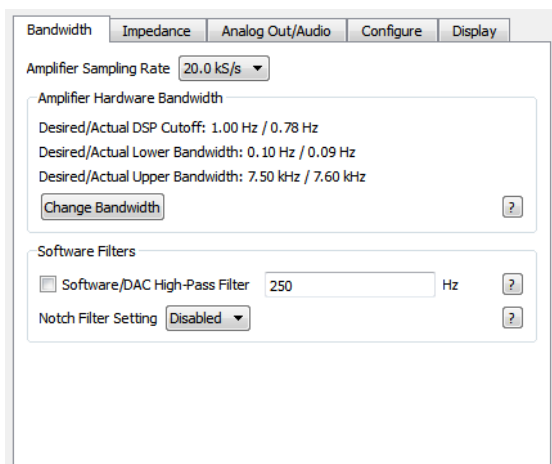 Bandwidth Impedance Analog Out/Audio Configure Display
Amplifier Sampling Rate 20.0 kS/s
Amplifier Hardware Bandwidth
Desired/Actual DSP Cutoff: 1.00 Hz / 0.78 Hz
Desired/Actual Lower Bandwidth: 0.10 Hz / 0.09 Hz
Desired/Actual Upper Bandwidth: 7.50 kHz / 7.60 kHz
Change Bandwidth ?
Software Filters
Software/DAC High-Pass Filter 250 Hz ?
Notch Filter Setting Disabled ?